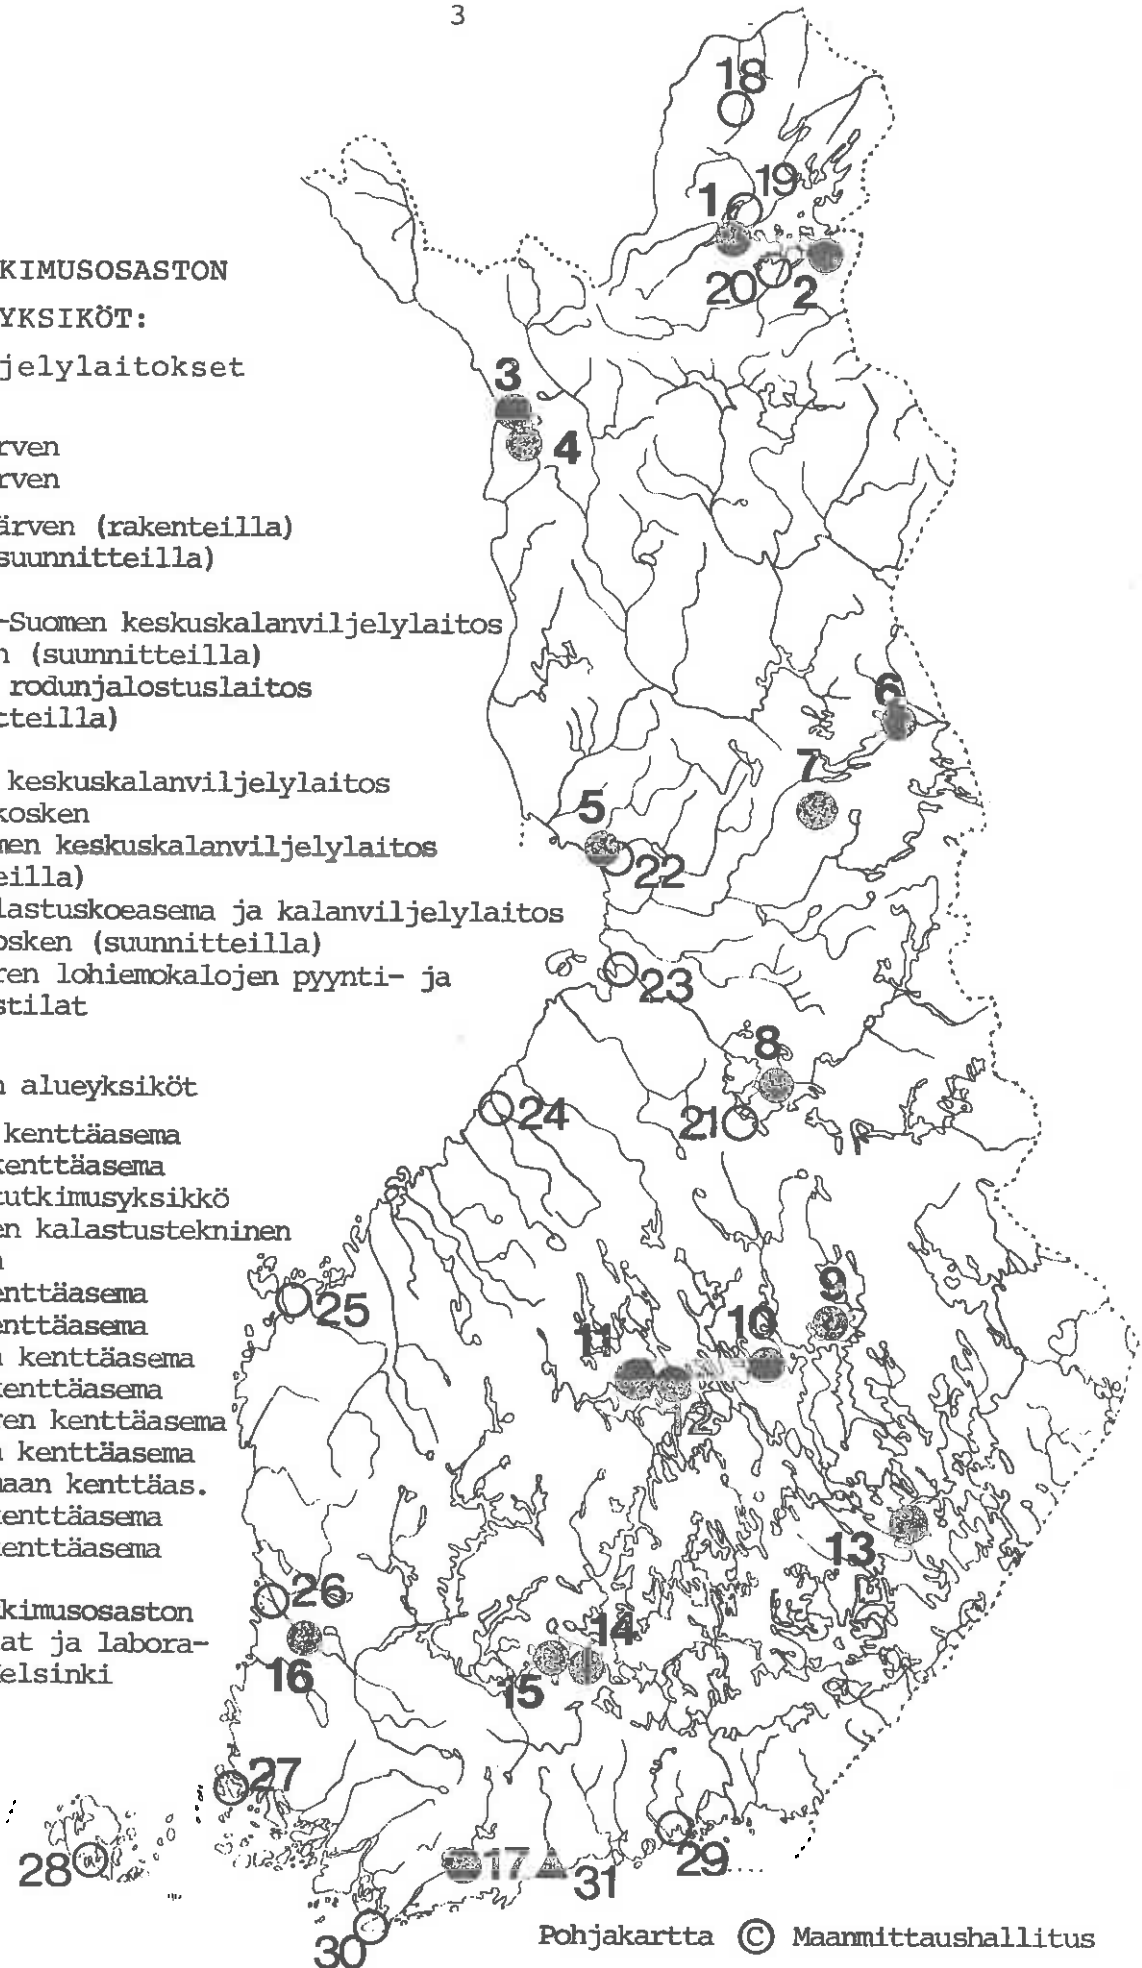 3
KIMUSOSASTON
YKSIKÖT:
jelylaitokset
rven
rven
ärven (rakenteilla)
suunnitteilla)
-Suomen keskuskalanviljelylaitos
n (suunnitteilla)
rodunjalostuslaitos
tteilla)
keskuskalanviljelylaitos
kosken
men keskuskalanviljelylaitos
eilla)
lastuskoeasema ja kalanviljelylaitos
osken (suunnitteilla)
ren lohiemokalojen pyynti- ja
stilat
n alueyksiköt
kenttäasema
kenttäasema
tutkimusyksikkö
en kalastustekninen
n
enttäasema
enttäasema
n kenttäasema
kenttäasema
ren kenttäasema
n kenttäasema
maan kenttäas.
kenttäasema
kenttäasema
kimusosaston
lat ja labora-
Helsinki
18
19
1
20
2
3
4
6
7
5
22
23
8
24
21
25
9
10
11
12
13
26
14
16
15
27
28
17
31
29
30
Pohjakartta © Maanmittaushallitus